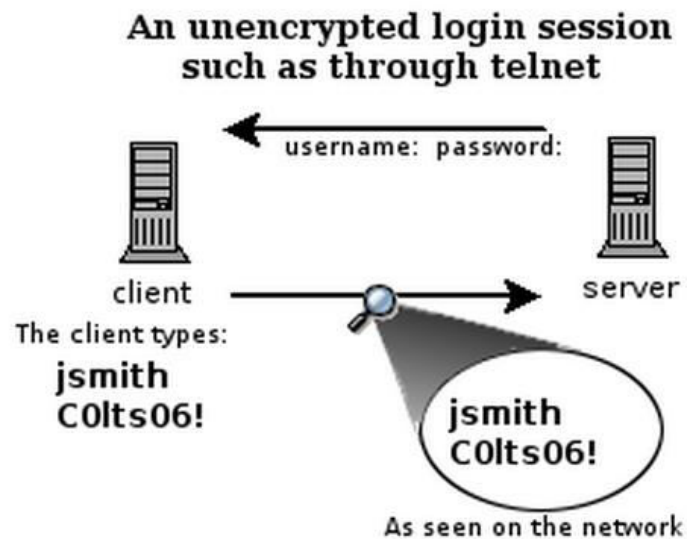 An unencrypted login session
such as through telnet
username: password:
client
server
The client types:
jsmith
C0lts06!
jsmith
C0lts06!
As seen on the network